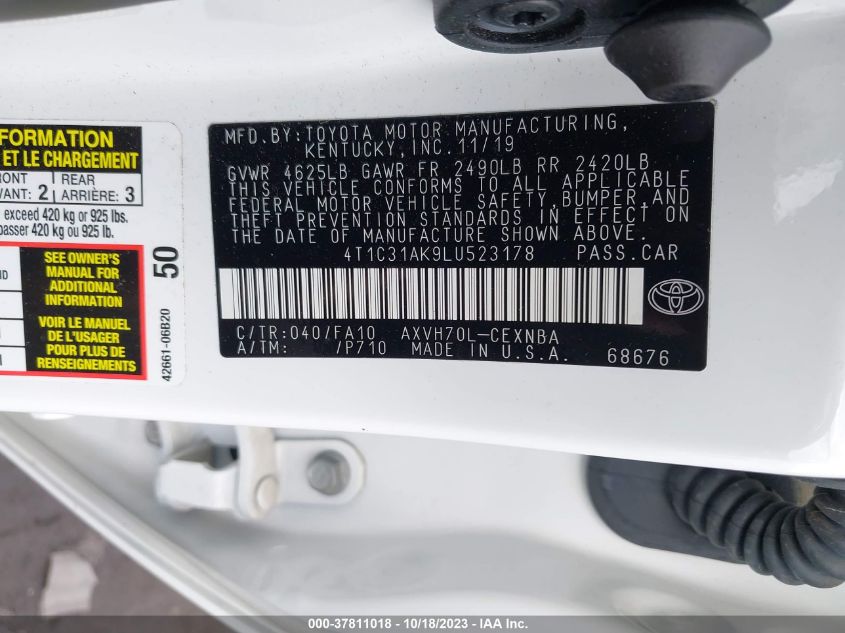 FORMATION
ET LE CHARGEMENT
RONT
VANT: 2
REAR
ARRIÈRE: 3
exceed 420 kg or 925 lbs.
passer 420 kg ou 925 lb.
SEE OWNER'S
MANUAL FOR
ADDITIONAL
INFORMATION
VOIR LE MANUEL
DE L'USAGER
POUR PLUS DE
RENSEIGNEMENTS
50
42661-06B20
MFD.BY:TOYOTA MOTOR MANUFACTURING,
KENTUCKY, INC. 11/19
GVWR 4625LB GAWR FR 2490LB RR 2420LB
THIS VEHICLE CONFORMS TO ALL APPLICABLE
FEDERAL MOTOR VEHICLE SAFETY,BUMPER,AND
THEFT PREVENTION STANDARDS IN EFFECT ON
THE DATE OF MANUFACTURE SHOWN ABOVE.
4T1C31AK9LU523178 PASS.CAR
C/TR:040/FA10 AXVH70L-CEXNBA
A/TM: /P710 MADE IN U.S.A. 68676
000-37811018 - 10/18/2023 - IAA Inc.